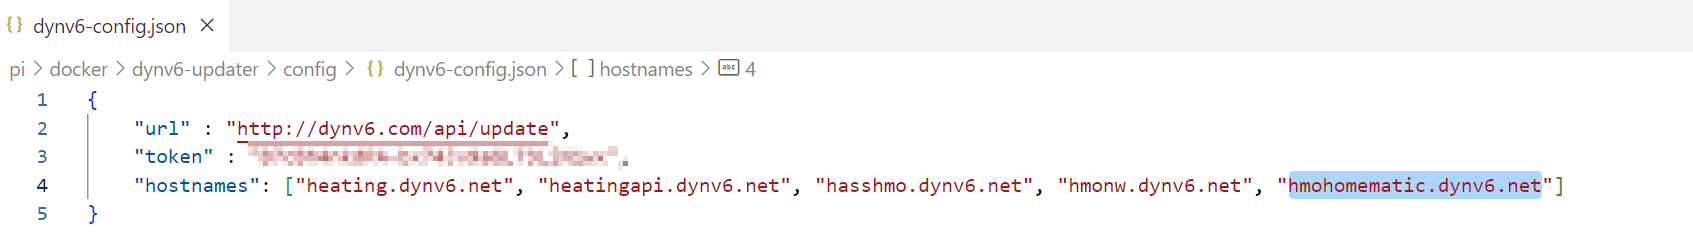 {} dynv6-config.json ×
pi > docker > dynv6-updater > config > {} dynv6-config.json > [ ] hostnames > abc 4
1 {
2 "url" : "http://dynv6.com/api/update",
3 "token" : "",
4 "hostnames": ["heating.dynv6.net", "heatingapi.dynv6.net", "hasshmo.dynv6.net", "hmonw.dynv6.net", "hmohomematic.dynv6.net"]
5 }